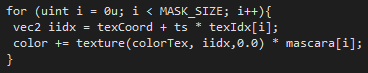 for (uint i = 0u; i < MASK_SIZE; i++){
vec2 iidx = texCoord + ts * texIdx[i];
color += texture(colorTex, iidx,0.0) * mascara[i];
}